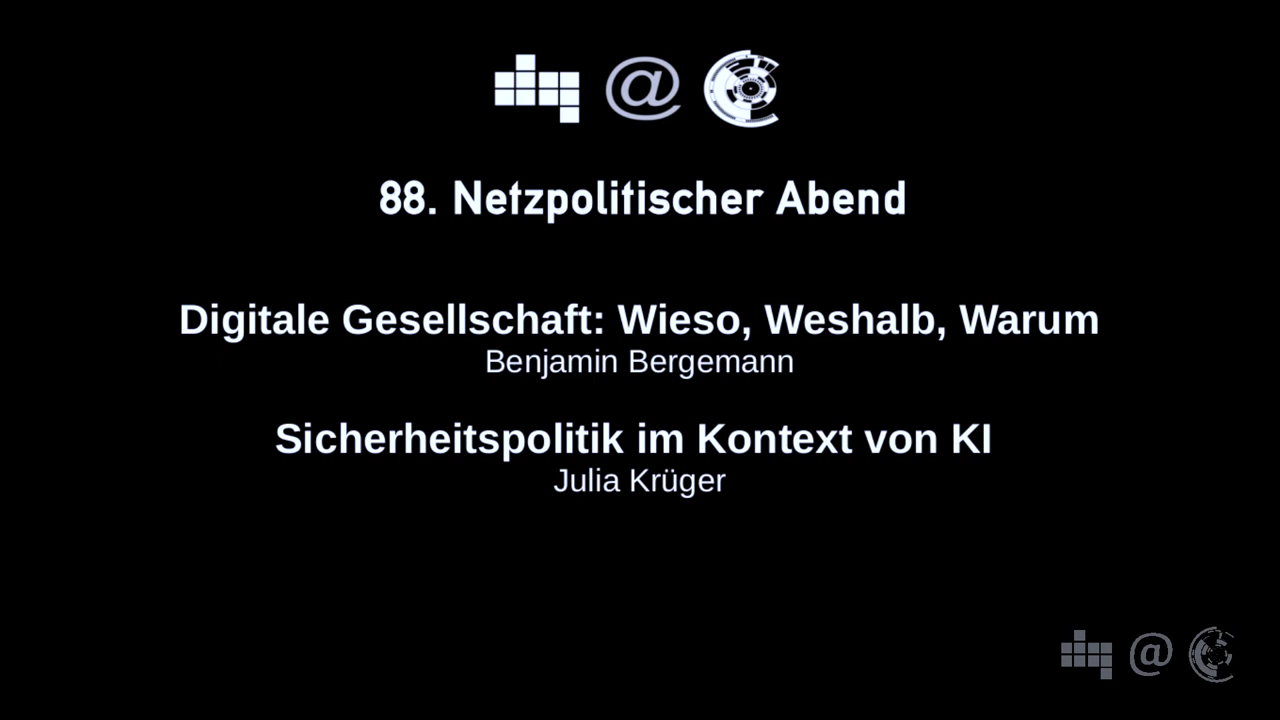 @
88. Netzpolitischer Abend
Digitale Gesellschaft: Wieso, Weshalb, Warum
Benjamin Bergemann
Sicherheitspolitik im Kontext von KI
Julia Krüger
@